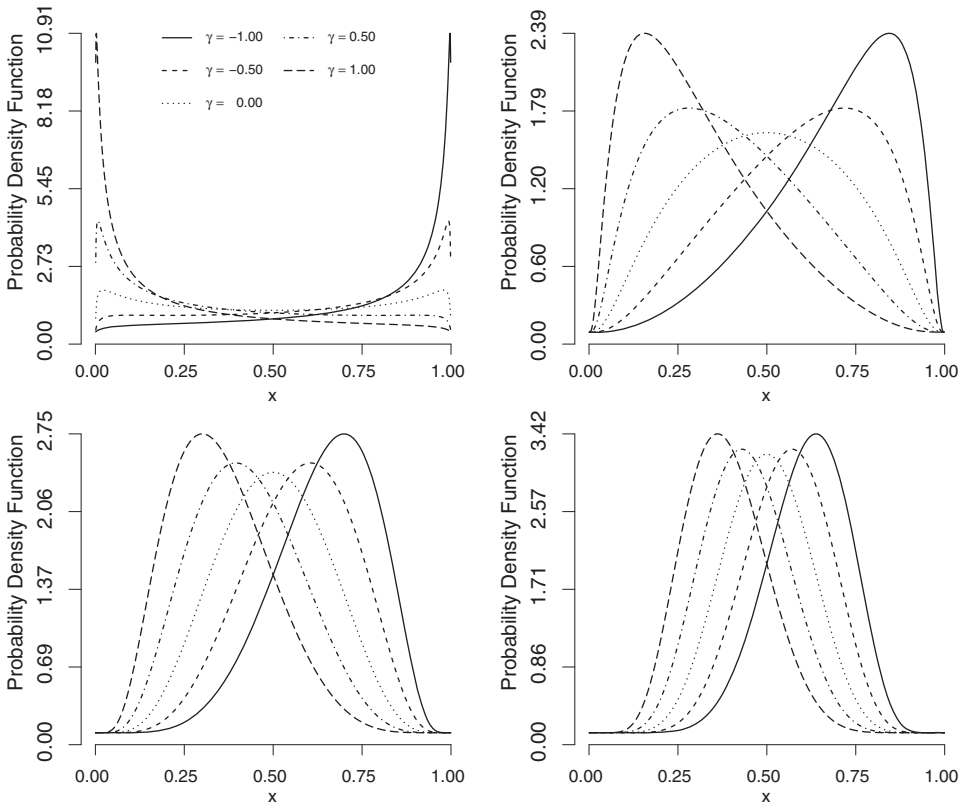 Probability Density Function
10.91
8.18
5.45
2.73
0.00
γ = −1.00
γ = −0.50
γ = 0.00
γ = 0.50
γ = 1.00
0.00 0.25 0.50 0.75 1.00
x
Probability Density Function
2.39
1.79
1.20
0.60
0.00
0.00 0.25 0.50 0.75 1.00
x
Probability Density Function
2.75
2.06
1.37
0.69
0.00
0.00 0.25 0.50 0.75 1.00
x
Probability Density Function
3.42
2.57
1.71
0.86
0.00
0.00 0.25 0.50 0.75 1.00
x